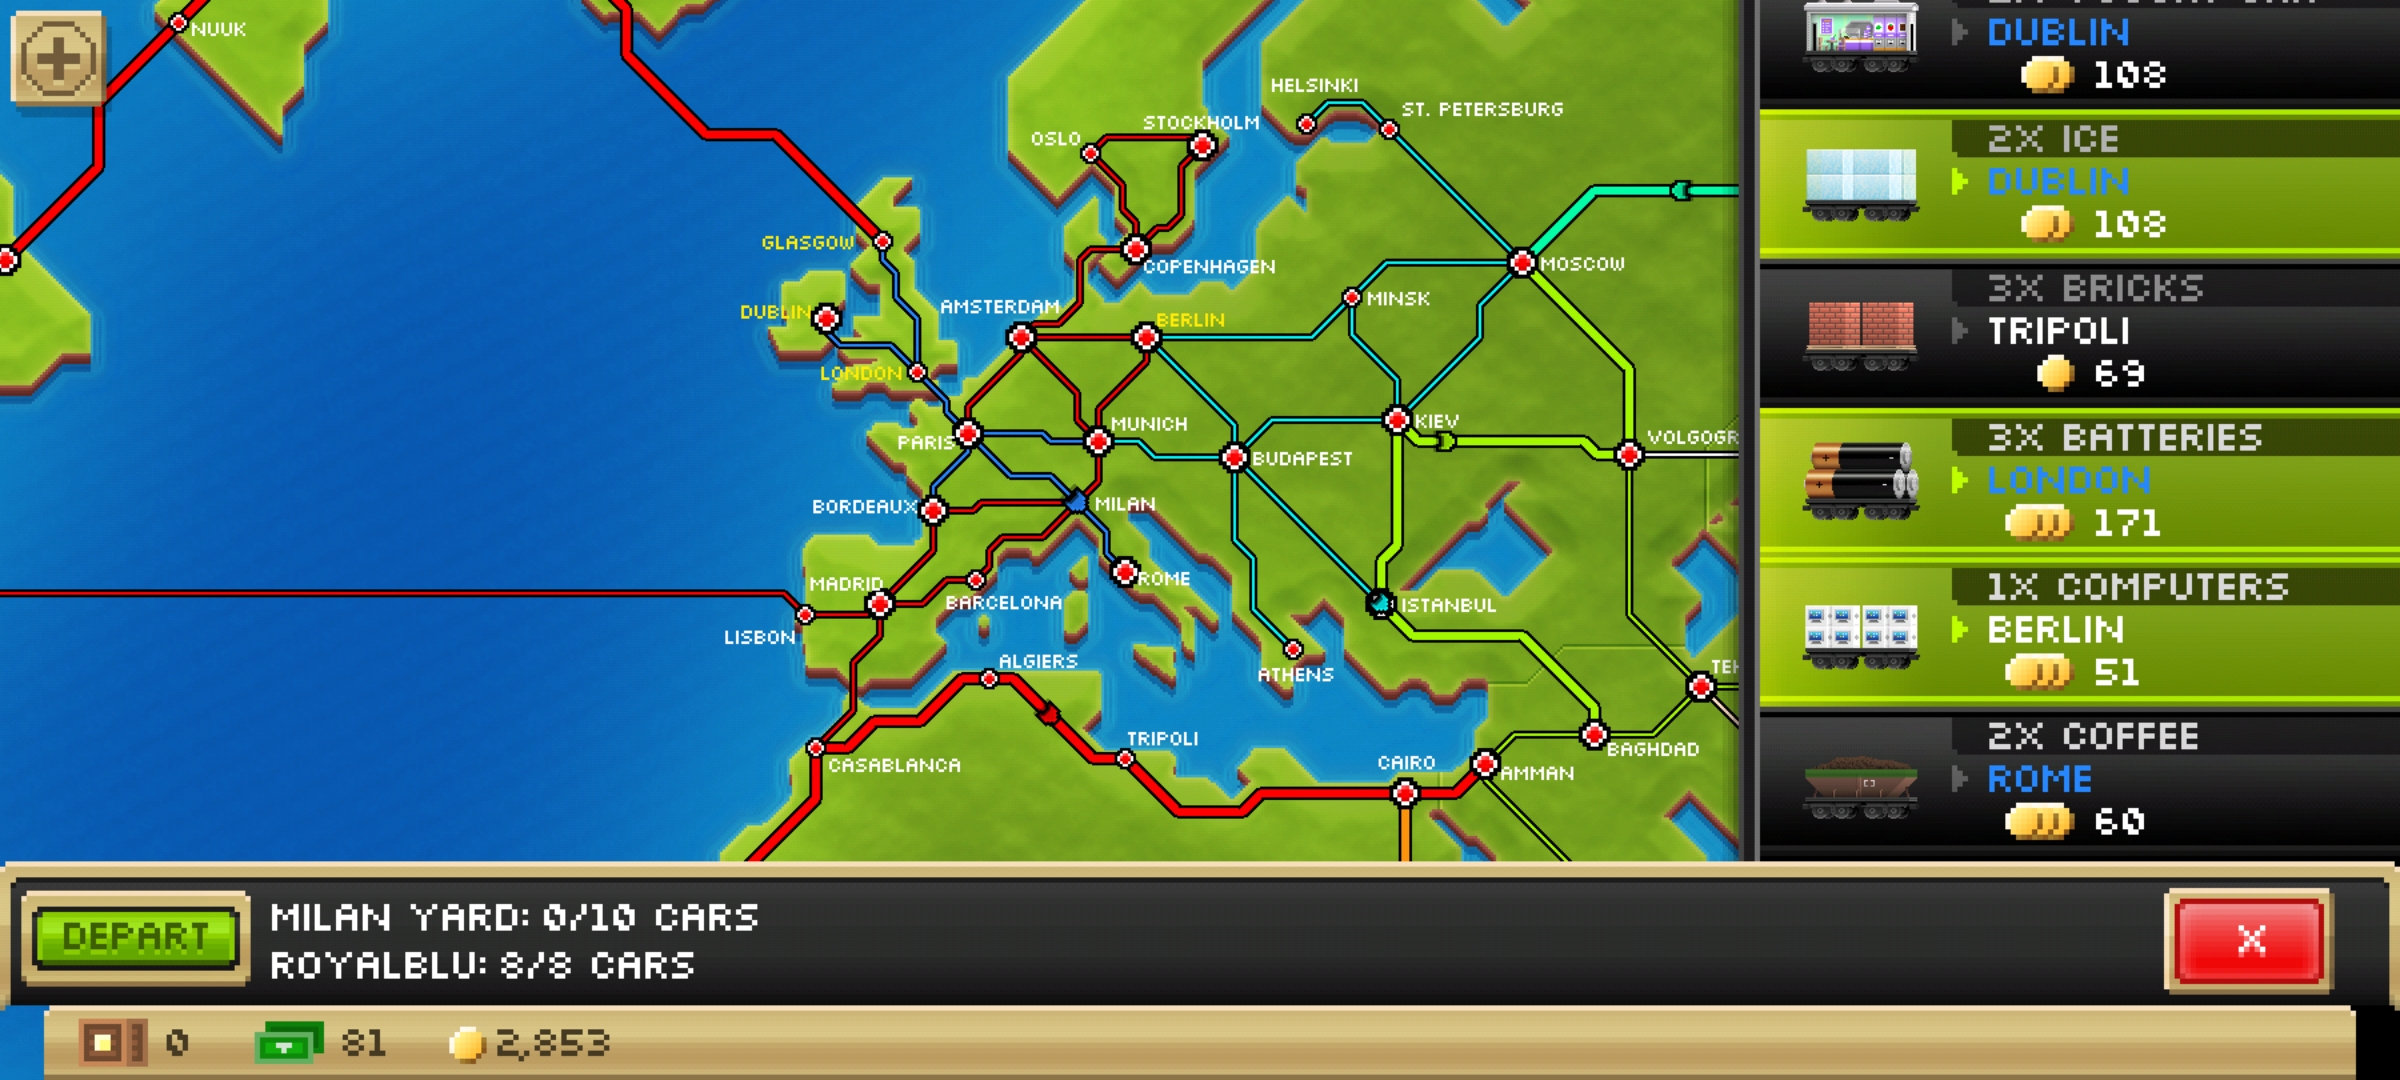 NUUK
HELSINKI
ST. PETERSBURG
STOCKHOLM
OSLO
GLASGOW
COPENHAGEN
MOSCOW
DUBLIN
AMSTERDAM
BERLIN
MINSK
LONDON
PARIS
MUNICH
KIEV
VOLGOGR
BUDAPEST
BORDEAUX
MILAN
MADRID
ROME
BARCELONA
ISTANBUL
LISBON
ALGIERS
ATHENS
TEH
TRIPOLI
CASABLANCA
CAIRO
AMMAN
BAGHDAD
DUBLIN
108
2X ICE
DUBLIN
108
3X BRICKS
TRIPOLI
69
3X BATTERIES
LONDON
171
1X COMPUTERS
BERLIN
51
2X COFFEE
ROME
60
DEPART
MILAN YARD: 0/10 CARS
ROYALBLU: 8/8 CARS
X
0
81
2,853